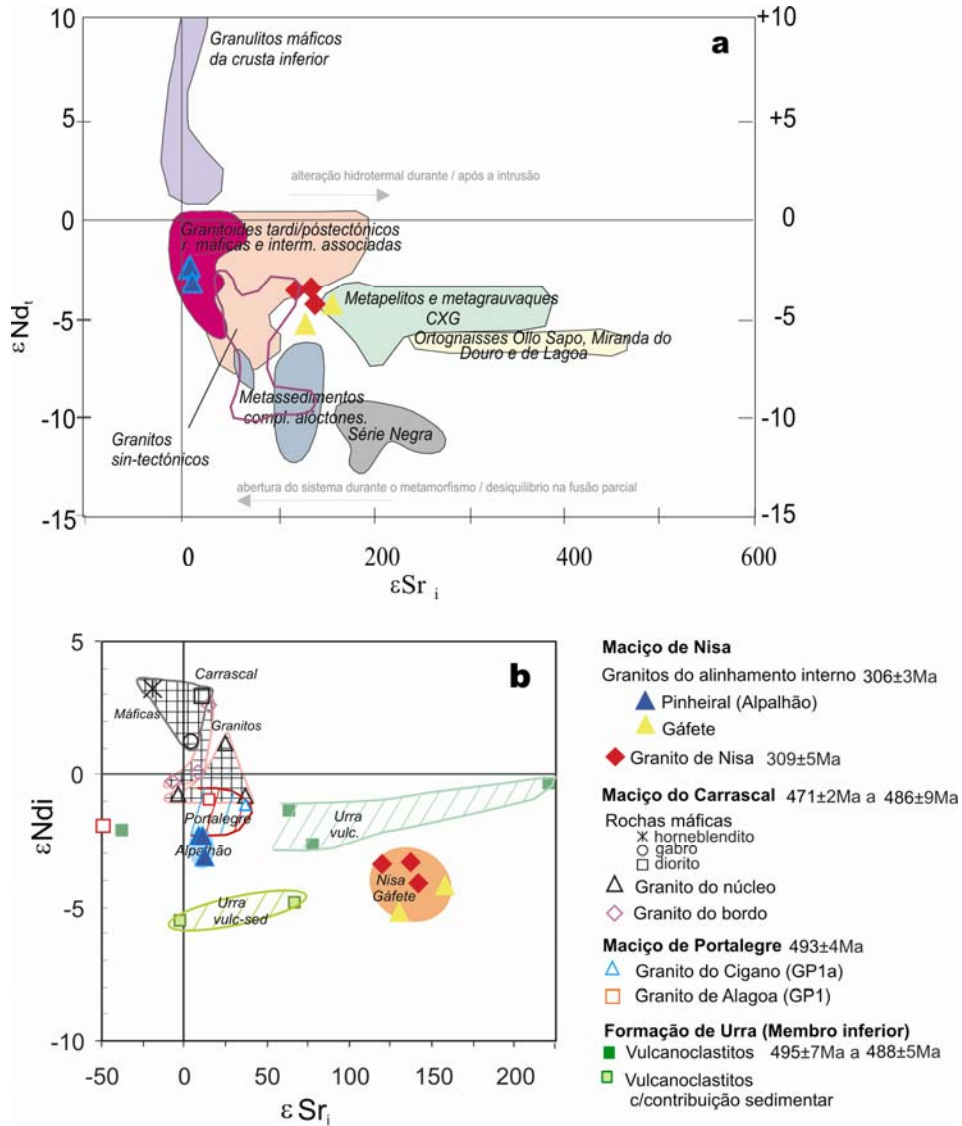 a
10
5
0
-5
-10
-15
+10
+5
0
-5
-10
-15
εNd t
Granulitos máficos
da crusta inferior
alteração hidrotermal durante / após a intrusão
Granitoides tardi/póstectónicos
r. máficas e interm. associadas
Metapelitos e metagrauvaques
CXG
Ortognaisses Ollo Sapo, Miranda do
Douro e de Lagoa
Metassedimentos
compl. alóctones.
Série Negra
Granitos
sin-tectónicos
abertura do sistema durante o metamorfismo / desiquilibrio na fusão parcial
0
200
400
600
εSr i
b
5
0
-5
-10
εNdi
Carrascal
Máficas
Granitos
Portalegre
Alpalhão
Urra
vulc.
Nisa
Gáfete
Urra
vulc-sed
-50
0
50
100
150
200
ε Sr i
Maciço de Nisa
Granitos do alinhamento interno 306±3Ma
Pinheiral (Alpalhão)
Gáfete
Granito de Nisa 309±5Ma
Maciço do Carrascal 471±2Ma a 486±9Ma
Rochas máficas
horneblendito
gabro
diorito
Granito do núcleo
Granito do bordo
Maciço de Portalegre 493±4Ma
Granito do Cigano (GP1a)
Granito de Alagoa (GP1)
Formação de Urra (Membro inferior)
Vulcanoclastitos 495±7Ma a 488±5Ma
Vulcanoclastitos
c/contribuição sedimentar